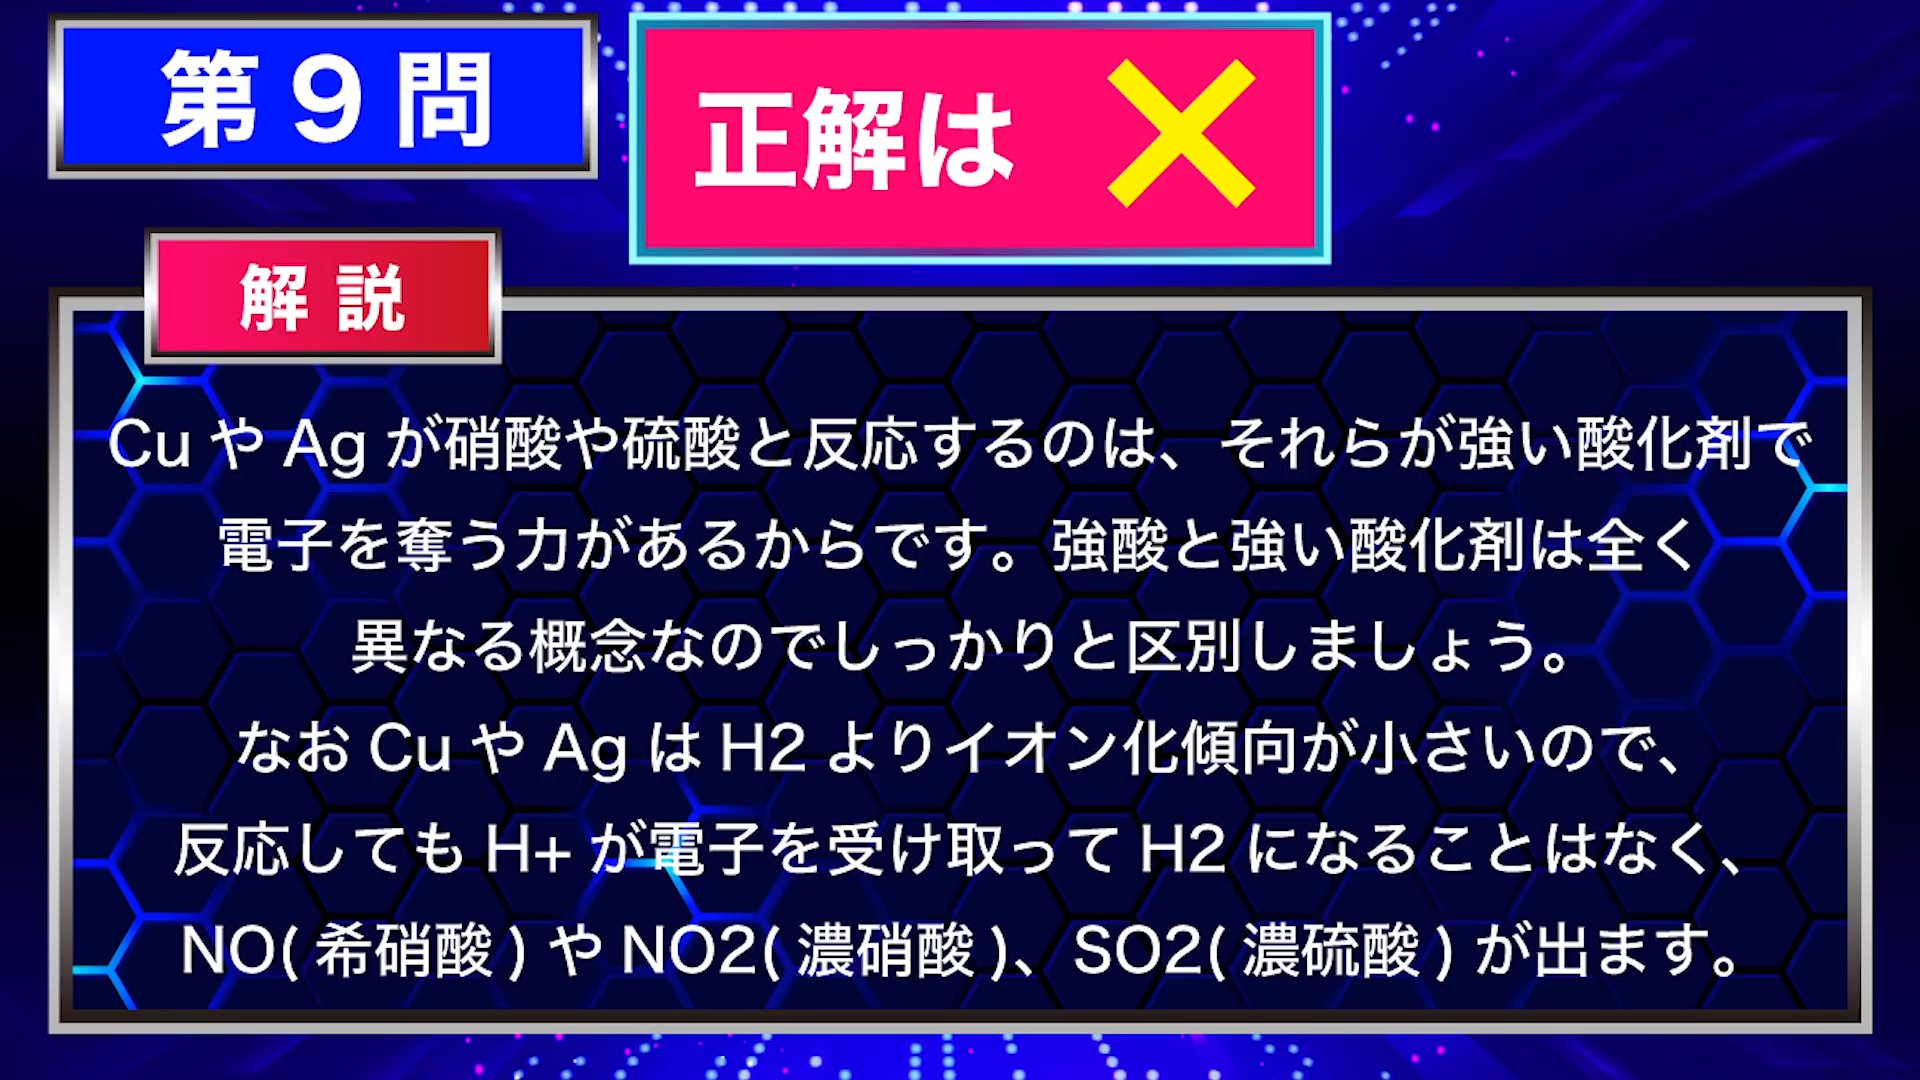 第9問
正解は ×
解説
Cu や Ag が硝酸や硫酸と反応するのは、それらが強い酸化剤で
電子を奪う力があるからです。強酸と強い酸化剤は全く
異なる概念なのでしっかりと区別しましょう。
なお Cu や Ag は H2 よりイオン化傾向が小さいので、
反応しても H+ が電子を受け取って H2 になることはなく、
NO( 希硝酸 ) や NO2( 濃硝酸 )、SO2( 濃硫酸 ) が出ます。